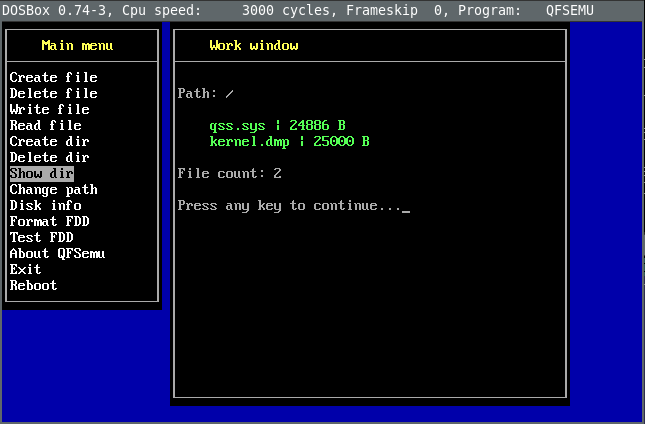 DOSBox 0.74-3, Cpu speed: 3000 cycles, Frameskip 0, Program: QFSEMU
Main menu
Create file
Delete file
Write file
Read file
Create dir
Delete dir
Show dir
Change path
Disk info
Format FDD
Test FDD
About QFSemu
Exit
Reboot
Work window
Path: /
qss.sys | 24886 B
kernel.dmp | 25000 B
File count: 2
Press any key to continue..._